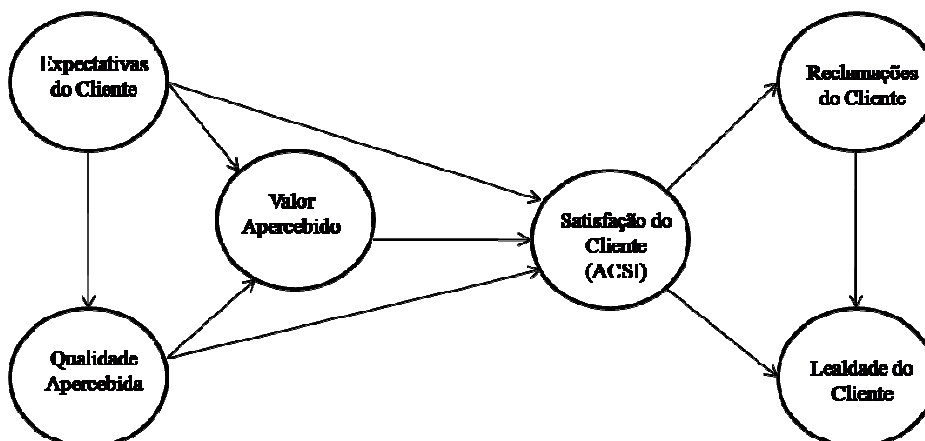 Expectativas
do Cliente
Reclamações
do Cliente
Valor
Apercebido
Satisfação do
Cliente
(ACSI)
Qualidade
Apercebida
Lealdade do
Cliente